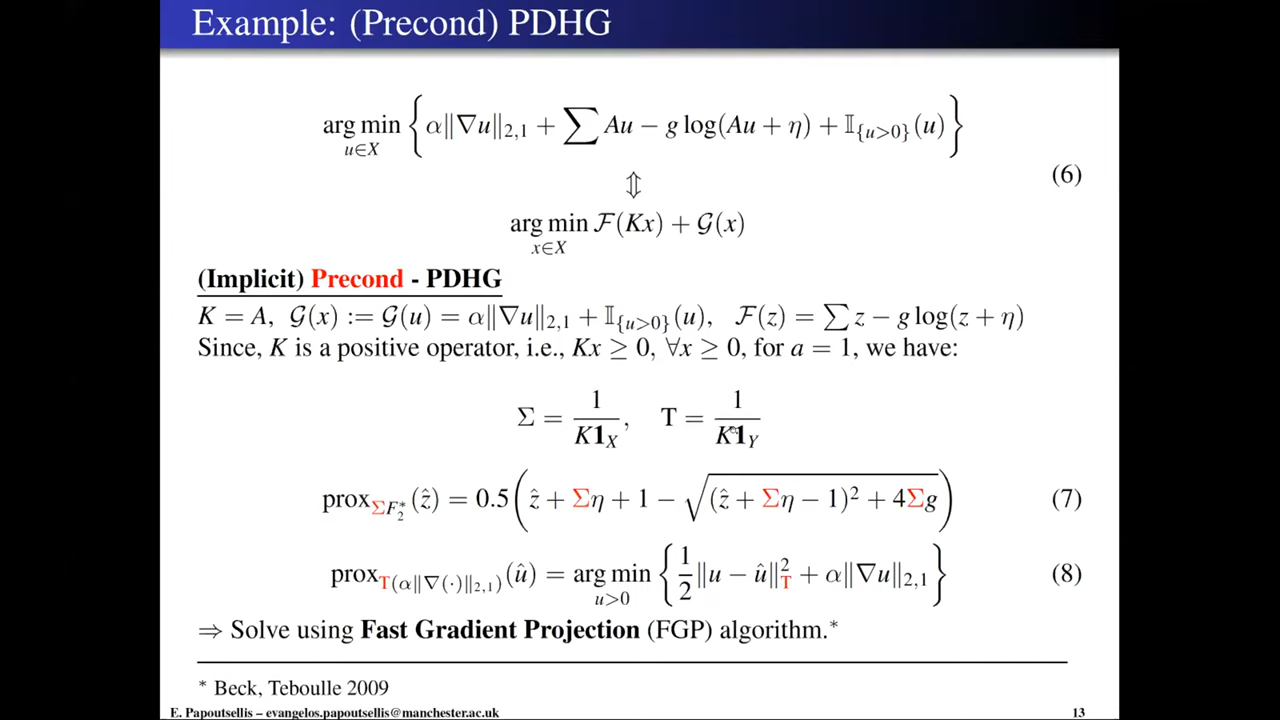 Example: (Precond) PDHG
arg min_{u∈X} { α‖∇u‖_{2,1} + ∑ Au − g log(Au + η) + 𝕀_{{u>0}}(u) }
⇕
(6)
arg min_{x∈X} ℱ(Kx) + 𝒢(x)
(Implicit) Precond - PDHG
K = A, 𝒢(x) := 𝒢(u) = α‖∇u‖_{2,1} + 𝕀_{{u>0}}(u), ℱ(z) = ∑ z − g log(z + η)
Since, K is a positive operator, i.e., Kx ≥ 0, ∀x ≥ 0, for a = 1, we have:
Σ = 1/(K𝟏_X), T = 1/(K𝟏_Y)
prox_{ΣF_2^*}(ẑ) = 0.5( ẑ + Ση + 1 − √((ẑ + Ση − 1)² + 4Σg) ) (7)
prox_{T(α‖∇(·)‖_{2,1})}(û) = arg min_{u>0} { 1/2 ‖u − û‖²_T + α‖∇u‖_{2,1} } (8)
⇒ Solve using Fast Gradient Projection (FGP) algorithm.*
* Beck, Teboulle 2009
E. Papoutsellis – evangelos.papoutsellis@manchester.ac.uk 13